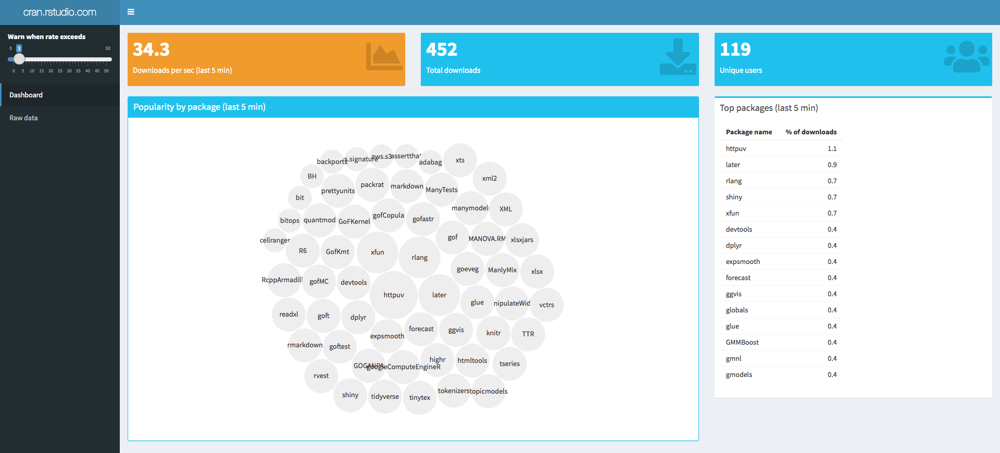 cran.rstudio.com
Warn when rate exceeds
0 3 50
0 5 10 15 20 25 30 35 40 45 50
Dashboard
Raw data
34.3
Downloads per sec (last 5 min)
452
Total downloads
119
Unique users
Popularity by package (last 5 min)
backports
s.signature
aws.s3
assertthat
adabag
xts
BH
xml2
prettyunits
packrat
markdown
ManyTests
bit
manymodel
XML
bitops
quantmod
GoFKernel
gofCopula
gofastr
cellranger
R6
GofKmt
xfun
rlang
gof
MANOVA.RM
xlsxjars
RcppArmadill
gofMC
devtools
goeveg
ManlyMix
xlsx
httpuv
later
glue
nipulateWid
vctrs
readxl
goft
dplyr
expsmooth
forecast
ggvis
knitr
TTR
rmarkdown
goftest
GOGANPA
googleComputeEngineR
highr
htmltools
tseries
rvest
shiny
tidyverse
tinytex
tokenizers
topicmodels
Top packages (last 5 min)
Package name % of downloads
httpuv 1.1
later 0.9
rlang 0.7
shiny 0.7
xfun 0.7
devtools 0.4
dplyr 0.4
expsmooth 0.4
forecast 0.4
ggvis 0.4
globals 0.4
glue 0.4
GMMBoost 0.4
gmnl 0.4
gmodels 0.4